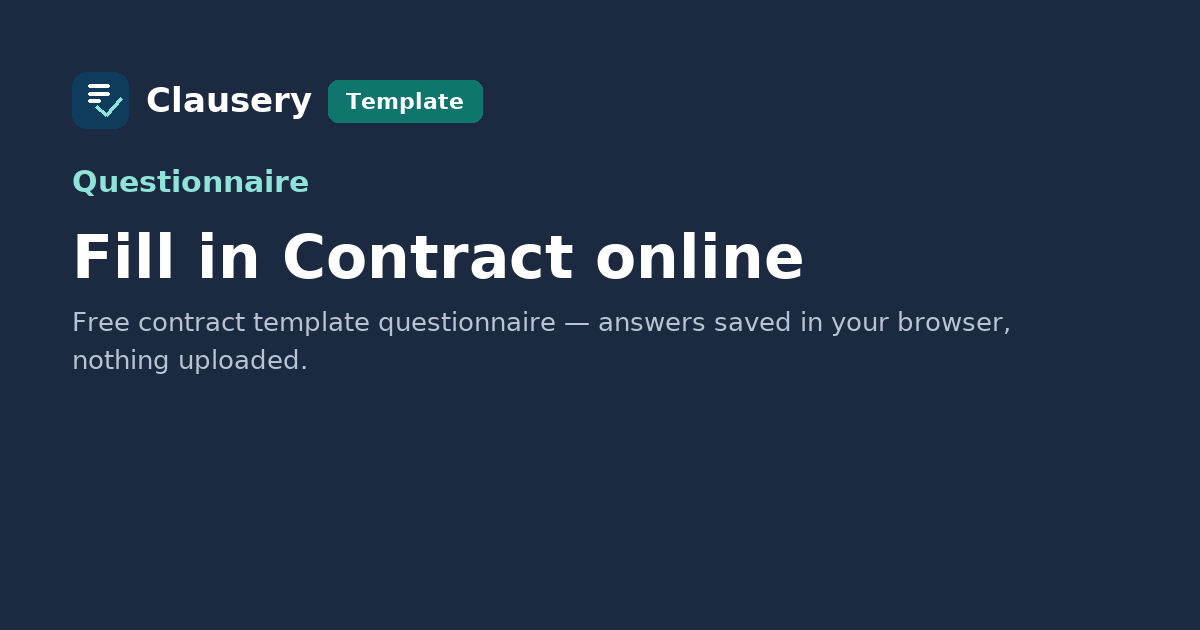 Clausery
Template
Questionnaire
Fill in Contract online
Free contract template questionnaire — answers saved in your browser,
nothing uploaded.